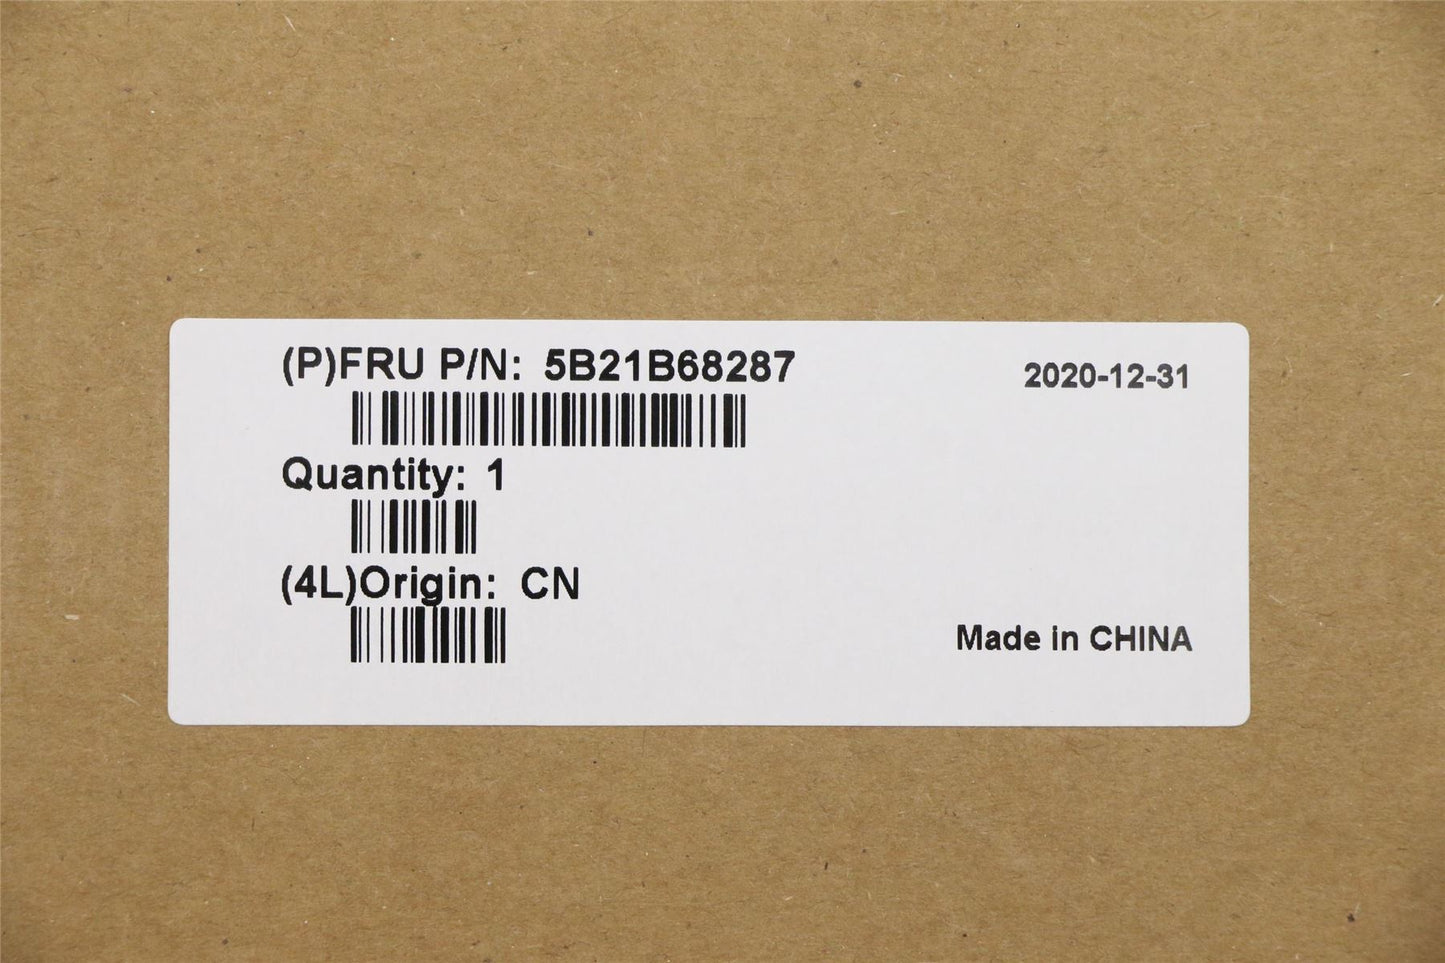 (P)FRU P/N: 5B21B68287
2020-12-31
Quantity: 1
(4L)Origin: CN
Made in CHINA